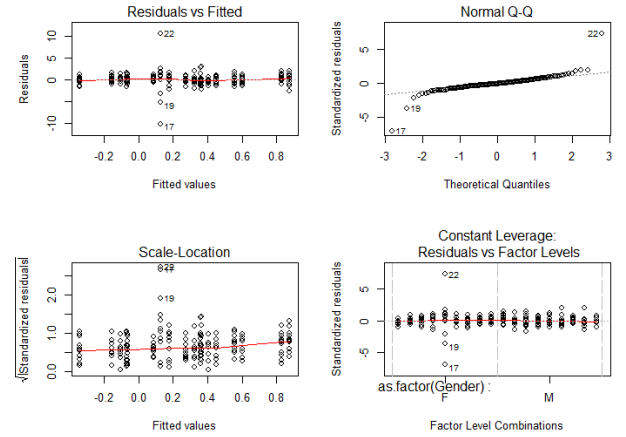 Residuals vs Fitted
Residuals
10
5
0
-10
22
19
17
-0.2 0.0 0.2 0.4 0.6 0.8
Fitted values
Normal Q-Q
Standardized residuals
5
0
-5
22
19
17
-3 -2 -1 0 1 2 3
Theoretical Quantiles
Scale-Location
√|Standardized residuals|
2.0
1.0
0.0
19
-0.2 0.0 0.2 0.4 0.6 0.8
Fitted values
Constant Leverage:
Residuals vs Factor Levels
Standardized residuals
5
0
-5
22
19
17
as.factor(Gender) :
F M
Factor Level Combinations